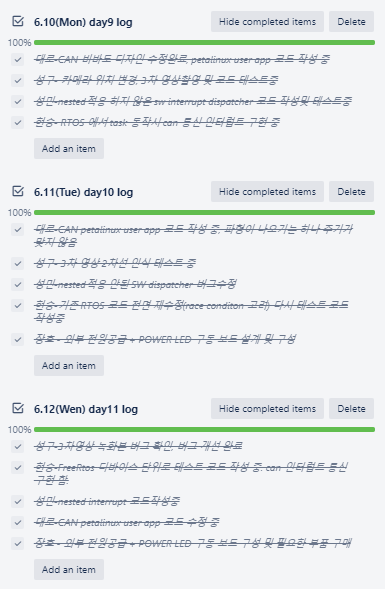 6.10(Mon) day9 log
Hide completed items
Delete
100%
대로-CAN 비바도 디자인 수정완료, petalinux user app 코드 작성 중
성구- 카메라 위치 변경, 3차 영상촬영 및 코드 테스트중
성민-nested적용 하지 않은 sw interrupt dispatcher 코드 작성및 테스트중
현승- RTOS 에서 task 동작시 can 통신 인터럽트 구현 중
Add an item
6.11(Tue) day10 log
Hide completed items
Delete
100%
대로-CAN petalinux user app 코드 작성 중, 파형이 나오기는 하나 주기가
맞지 않음
성구- 3차 영상 2차선 인식 테스트 중
성민-nested적용 안된 SW dispatcher 버그수정
현승-기존 RTOS 코드 전면 재수정(race conditon 고려) 다시 테스트 코드
작성중
장호 - 외부 전원공급 + POWER LED 구동 보드 설계 및 구성
Add an item
6.12(Wen) day11 log
Hide completed items
Delete
100%
성구-3차영상 녹화본 버그 확인, 버그 개선 완료
현승-FreeRtos 디바이스 단위로 테스트 코드 작성 중. can 인터럽트 통신
구현 함.
성민-nested interrupt 코드작성중
대로-CAN petalinux user app 코드 수정 중
장호 - 외부 전원공급 + POWER LED 구동 보드 구성 및 필요한 부품 구매
Add an item